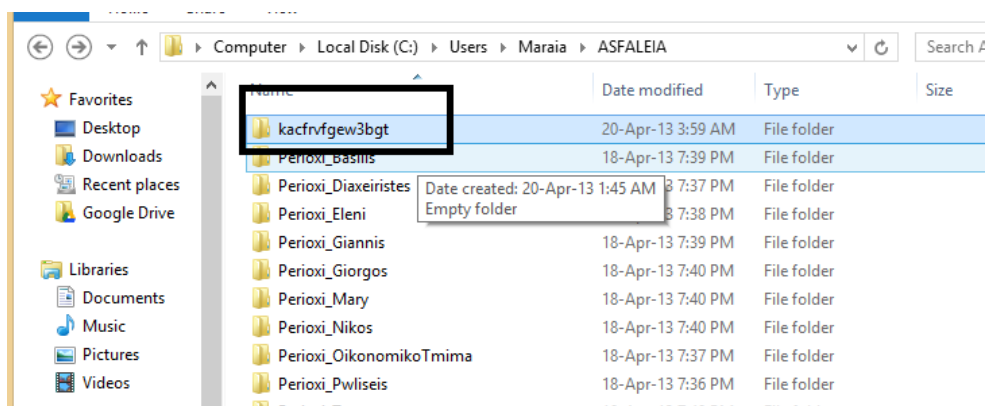 Computer Local Disk (C:) Users Maraia ASFALEIA Search A
Favorites
Desktop
Downloads
Recent places
Google Drive
Libraries
Documents
Music
Pictures
Videos
Name Date modified Type Size
kacfrvfgew3bgt 20-Apr-13 3:59 AM File folder
Perioxi_Basilis 18-Apr-13 7:39 PM File folder
Perioxi_Diaxeiristes 3 7:37 PM File folder
Perioxi_Eleni 3 7:38 PM File folder
Date created: 20-Apr-13 1:45 AM
Empty folder
Perioxi_Giannis 18-Apr-13 7:39 PM File folder
Perioxi_Giorgos 18-Apr-13 7:40 PM File folder
Perioxi_Mary 18-Apr-13 7:40 PM File folder
Perioxi_Nikos 18-Apr-13 7:40 PM File folder
Perioxi_OikonomikoTmima 18-Apr-13 7:37 PM File folder
Perioxi_Pwliseis 18-Apr-13 7:36 PM File folder